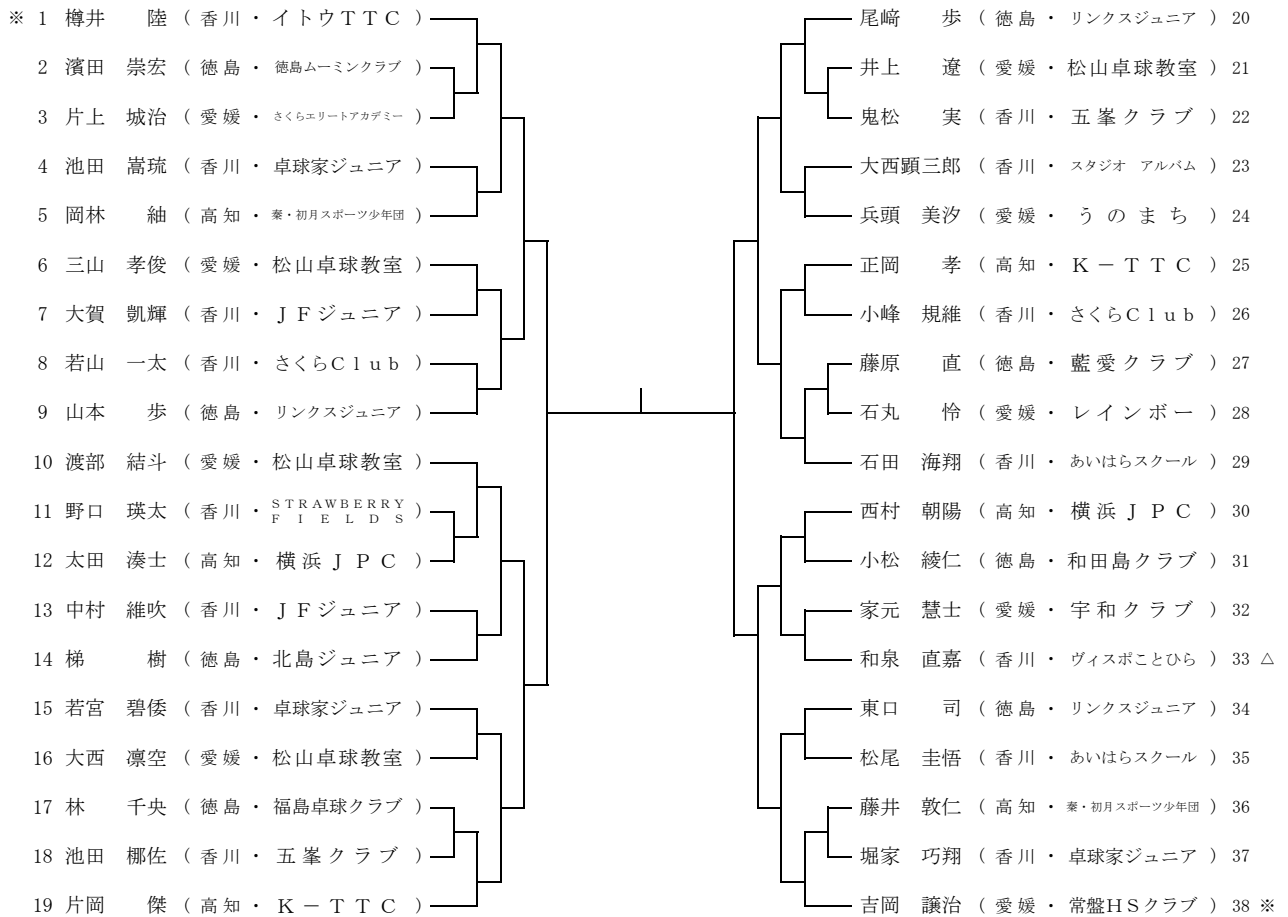 ※ 1 樽井 陸 （ 香川 ・ イトウＴＴＣ ）
2 濱田 崇宏 （ 徳島 ・ 徳島ムーミンクラブ ）
3 片上 城治 （ 愛媛 ・ さくらエリートアカデミー ）
4 池田 嵩琉 （ 香川 ・ 卓球家ジュニア ）
5 岡林 紬 （ 高知 ・ 秦・初月スポーツ少年団 ）
6 三山 孝俊 （ 愛媛 ・ 松山卓球教室 ）
7 大賀 凱輝 （ 香川 ・ ＪＦジュニア ）
8 若山 一太 （ 香川 ・ さくらＣｌｕｂ ）
9 山本 歩 （ 徳島 ・ リンクスジュニア ）
10 渡部 結斗 （ 愛媛 ・ 松山卓球教室 ）
11 野口 瑛太 （ 香川 ・ ＳＴＲＡＷＢＥＲＲＹ ＦＩＥＬＤＳ ）
12 太田 湊士 （ 高知 ・ 横浜ＪＰＣ ）
13 中村 維吹 （ 香川 ・ ＪＦジュニア ）
14 梯 樹 （ 徳島 ・ 北島ジュニア ）
15 若宮 碧倭 （ 香川 ・ 卓球家ジュニア ）
16 大西 凛空 （ 愛媛 ・ 松山卓球教室 ）
17 林 千央 （ 徳島 ・ 福島卓球クラブ ）
18 池田 梛佐 （ 香川 ・ 五峯クラブ ）
19 片岡 傑 （ 高知 ・ Ｋ－ＴＴＣ ）
尾﨑 歩 （ 徳島 ・ リンクスジュニア ） 20
井上 遼 （ 愛媛 ・ 松山卓球教室 ） 21
鬼松 実 （ 香川 ・ 五峯クラブ ） 22
大西顕三郎 （ 香川 ・ スタジオ アルバム ） 23
兵頭 美汐 （ 愛媛 ・ うのまち ） 24
正岡 孝 （ 高知 ・ Ｋ－ＴＴＣ ） 25
小峰 規維 （ 香川 ・ さくらＣｌｕｂ ） 26
藤原 直 （ 徳島 ・ 藍愛クラブ ） 27
石丸 怜 （ 愛媛 ・ レインボー ） 28
石田 海翔 （ 香川 ・ あいはらスクール ） 29
西村 朝陽 （ 高知 ・ 横浜ＪＰＣ ） 30
小松 綾仁 （ 徳島 ・ 和田島クラブ ） 31
家元 慧士 （ 愛媛 ・ 宇和クラブ ） 32
和泉 直嘉 （ 香川 ・ ヴィスポことひら ） 33 △
東口 司 （ 徳島 ・ リンクスジュニア ） 34
松尾 圭悟 （ 香川 ・ あいはらスクール ） 35
藤井 敦仁 （ 高知 ・ 秦・初月スポーツ少年団 ） 36
堀家 巧翔 （ 香川 ・ 卓球家ジュニア ） 37
吉岡 譲治 （ 愛媛 ・ 常盤ＨＳクラブ ） 38 ※